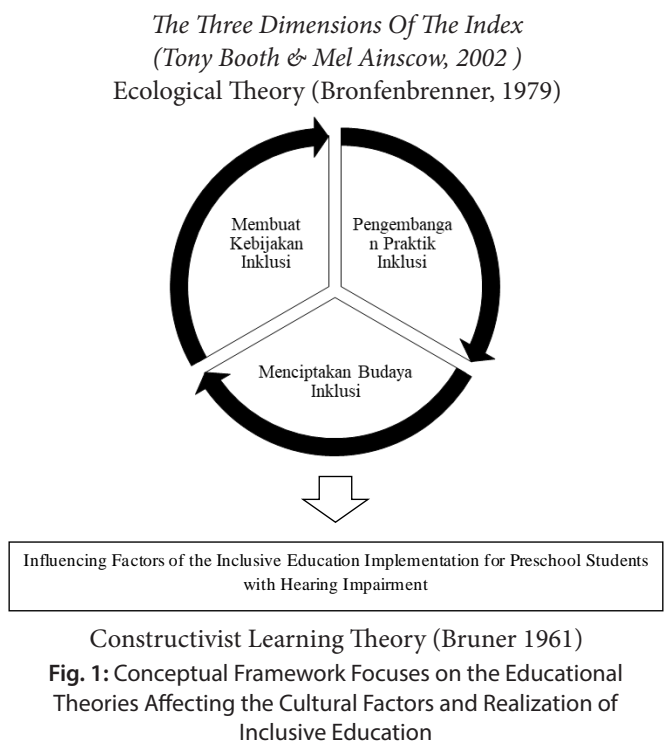 The Three Dimensions Of The Index
(Tony Booth & Mel Ainscow, 2002 )
Ecological Theory (Bronfenbrenner, 1979)
Membuat
Kebijakan
Inklusi
Pengembanga
n Praktik
Inklusi
Menciptakan Budaya
Inklusi
Influencing Factors of the Inclusive Education Implementation for Preschool Students
with Hearing Impairment
Constructivist Learning Theory (Bruner 1961)
Fig. 1: Conceptual Framework Focuses on the Educational
Theories Affecting the Cultural Factors and Realization of
Inclusive Education